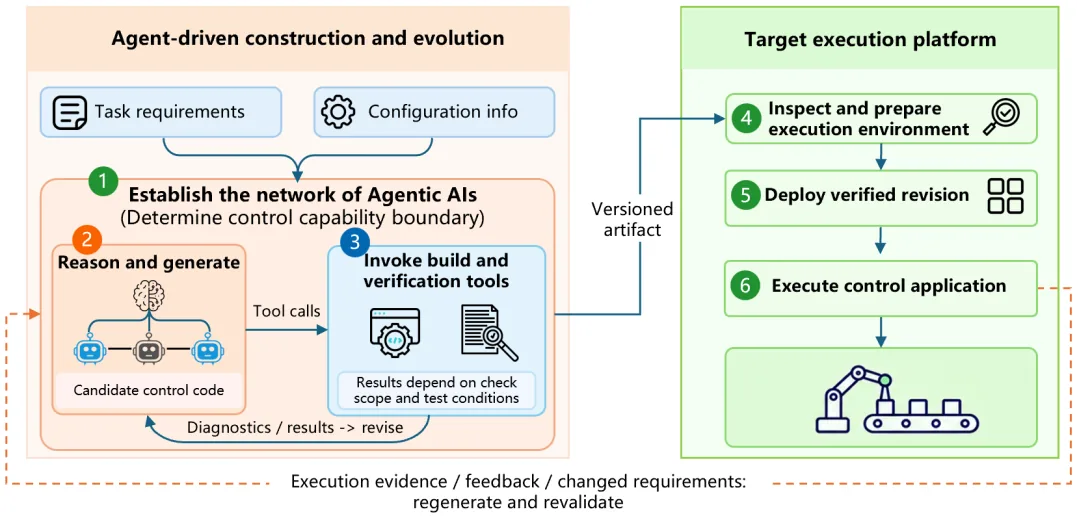 Agent-driven construction and evolution
Task requirements
Configuration info
1
Establish the network of Agentic AIs
(Determine control capability boundary)
2
Reason and generate
Candidate control code
Tool calls
3
Invoke build and
verification tools
</>
Results depend on check
scope and test conditions
Diagnostics / results -> revise
Versioned
artifact
Target execution platform
4
Inspect and prepare
execution environment
5
Deploy verified revision
6
Execute control application
Execution evidence / feedback / changed requirements:
regenerate and revalidate